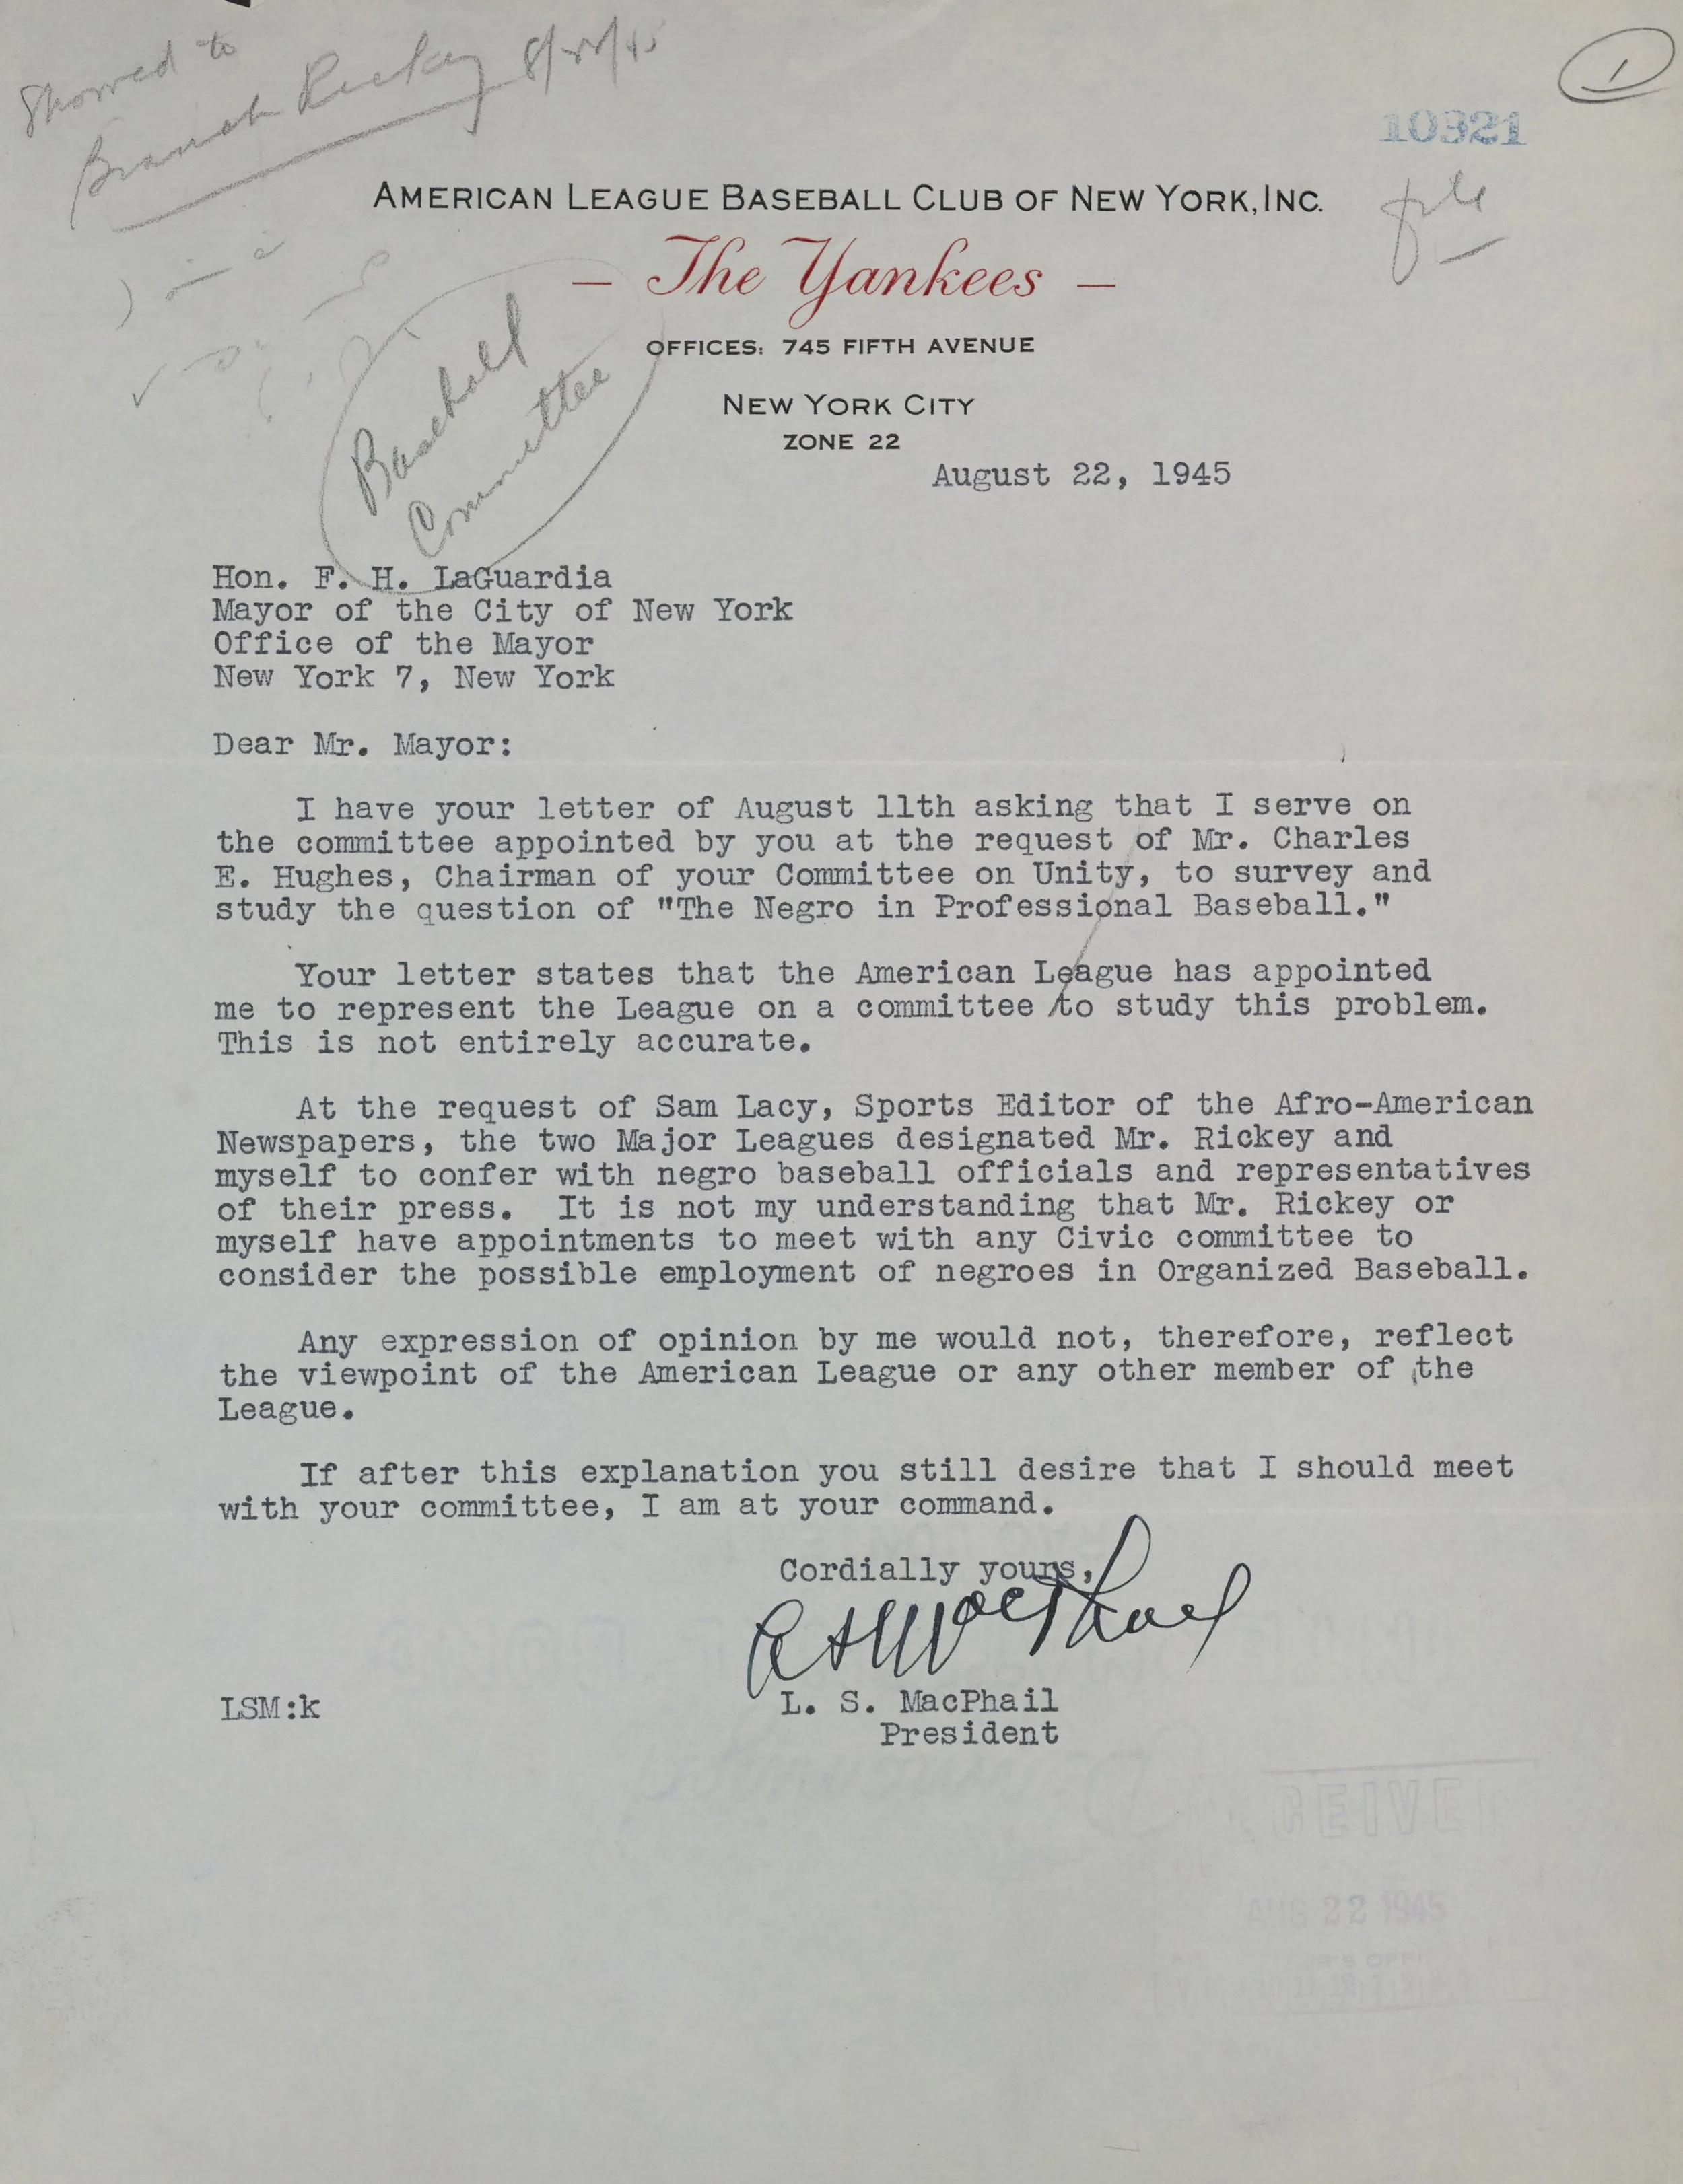 Showed to
Branch Rickey 8/22/45
1
10321
file
AMERICAN LEAGUE BASEBALL CLUB OF NEW YORK, INC.
— The Yankees —
OFFICES: 745 FIFTH AVENUE
NEW YORK CITY
ZONE 22
Baseball
Committee
August 22, 1945
Hon. F. H. LaGuardia
Mayor of the City of New York
Office of the Mayor
New York 7, New York
Dear Mr. Mayor:
I have your letter of August 11th asking that I serve on
the committee appointed by you at the request of Mr. Charles
E. Hughes, Chairman of your Committee on Unity, to survey and
study the question of "The Negro in Professional Baseball."
Your letter states that the American League has appointed
me to represent the League on a committee to study this problem.
This is not entirely accurate.
At the request of Sam Lacy, Sports Editor of the Afro-American
Newspapers, the two Major Leagues designated Mr. Rickey and
myself to confer with negro baseball officials and representatives
of their press. It is not my understanding that Mr. Rickey or
myself have appointments to meet with any Civic committee to
consider the possible employment of negroes in Organized Baseball.
Any expression of opinion by me would not, therefore, reflect
the viewpoint of the American League or any other member of the
League.
If after this explanation you still desire that I should meet
with your committee, I am at your command.
Cordially yours,
LSM:k
L. S. MacPhail
President
AUG 22 1945